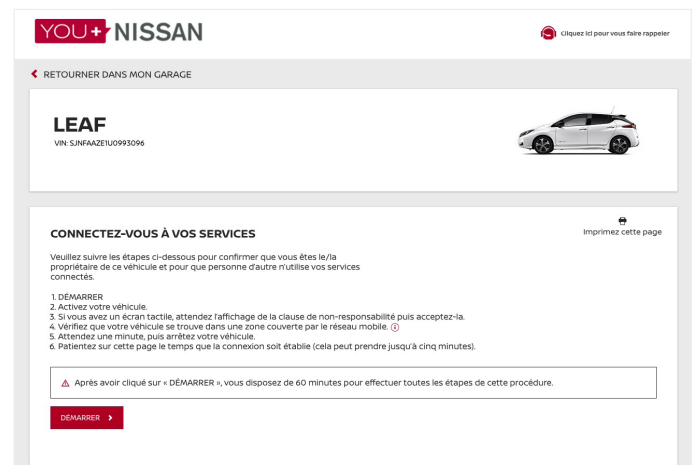 YOU+ NISSAN
Cliquez ici pour vous faire rappeler
RETOURNER DANS MON GARAGE
LEAF
VIN: SJNFAAZE1U0993096
CONNECTEZ-VOUS À VOS SERVICES
Imprimez cette page
Veuillez suivre les étapes ci-dessous pour confirmer que vous êtes le/la
propriétaire de ce véhicule et pour que personne d'autre n'utilise vos services
connectés.
1. DÉMARRER
2. Activez votre véhicule.
3. Si vous avez un écran tactile, attendez l'affichage de la clause de non-responsabilité puis acceptez-la.
4. Vérifiez que votre véhicule se trouve dans une zone couverte par le réseau mobile.
5. Attendez une minute, puis arrêtez votre véhicule.
6. Patientez sur cette page le temps que la connexion soit établie (cela peut prendre jusqu'à cinq minutes).
Après avoir cliqué sur « DÉMARRER », vous disposez de 60 minutes pour effectuer toutes les étapes de cette procédure.
DÉMARRER